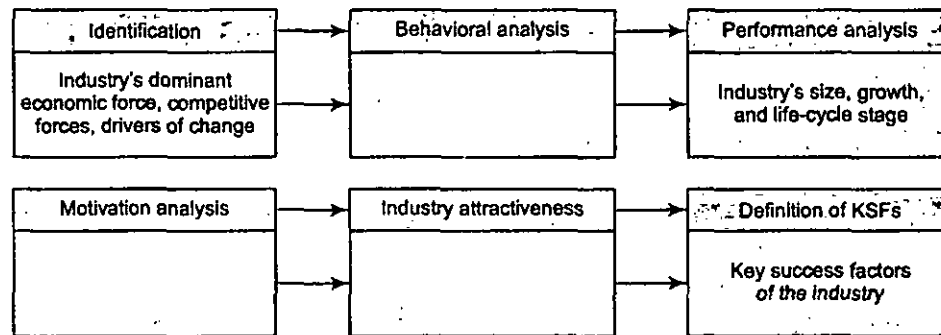 Identification
Behavioral analysis
Performance analysis
Industry's dominant
economic force, competitive
forces, drivers of change
Industry's size, growth,
and life-cycle stage
Motivation analysis
Industry attractiveness
Definition of KSFs
Key success factors
of the industry